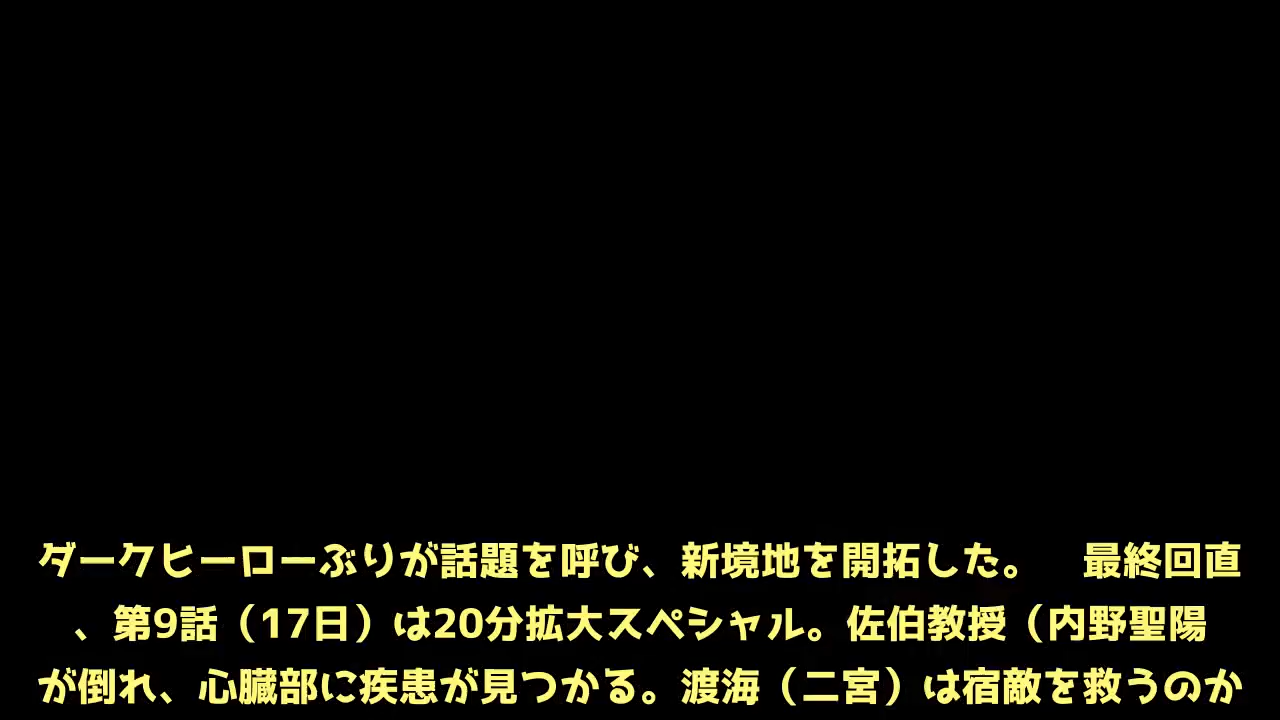 ダークヒーローぶりが話題を呼び、新境地を開拓した。　最終回直
、第9話（17日）は20分拡大スペシャル。佐伯教授（内野聖陽
が倒れ、心臓部に疾患が見つかる。渡海（二宮）は宿敵を救うのか